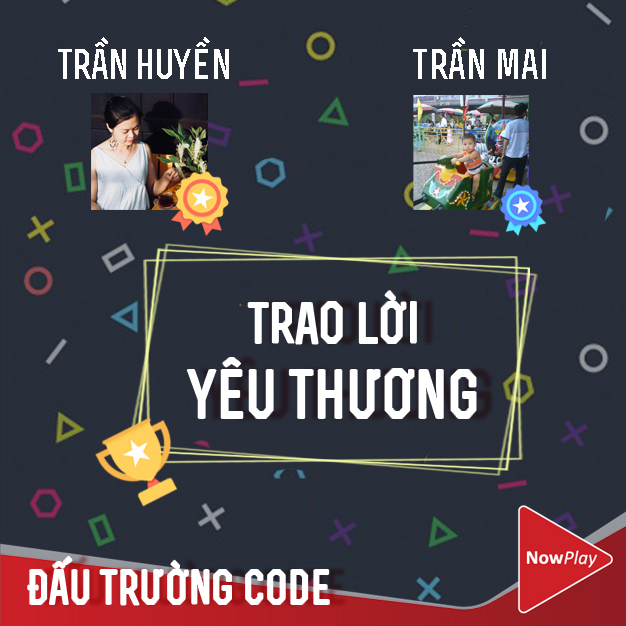 TRẦN HUYỀN
TRẦN MAI
TRAO LỜI
YÊU THƯƠNG
ĐẤU TRƯỜNG CODE
NowPlay